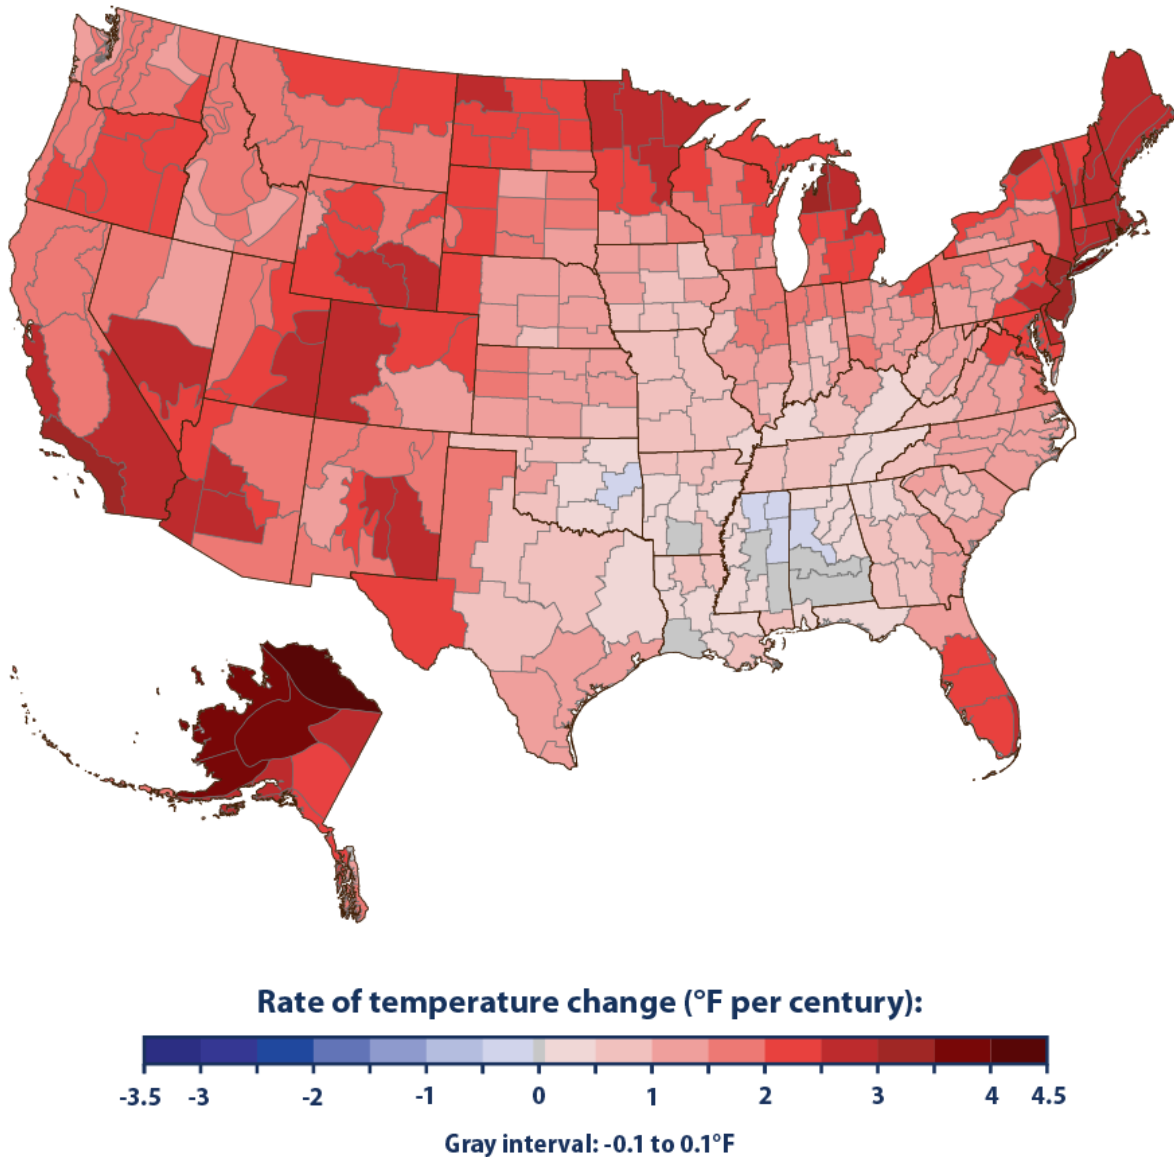 Rate of temperature change (°F per century):
-3.5 -3 -2 -1 0 1 2 3 4 4.5
Gray interval: -0.1 to 0.1°F